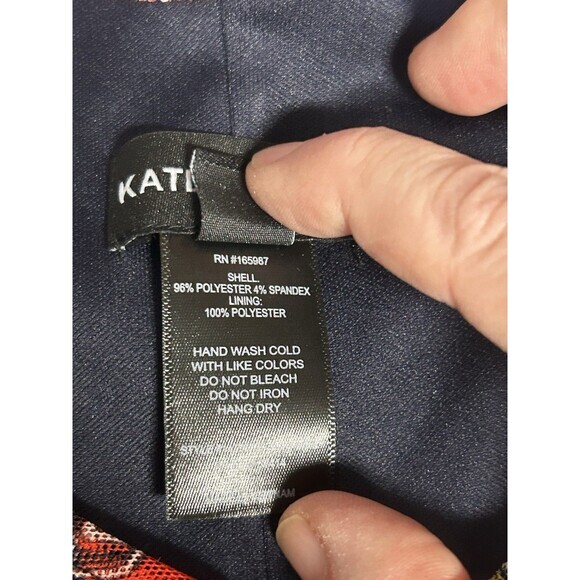 KATE
RN #165987
SHELL
96% POLYESTER 4% SPANDEX
LINING:
100% POLYESTER
HAND WASH COLD
WITH LIKE COLORS
DO NOT BLEACH
DO NOT IRON
HANG DRY